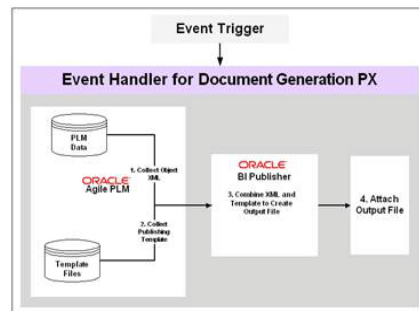 Event Trigger
Event Handler for Document Generation PX
PLM
Data
1. Collect Object
XML
ORACLE
Agile PLM
2. Collect
Publishing
Template
Template
Files
ORACLE
BI Publisher
3. Combine XML and
Template to Create
Output File
4. Attach
Output File